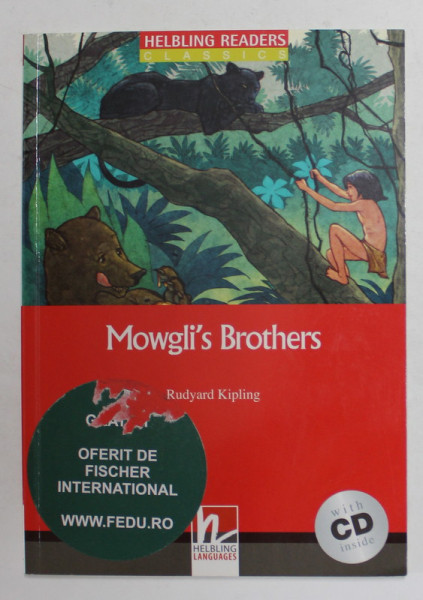 HELBLING READERS
CLASSICS
Mowgli's Brothers
Rudyard Kipling
OFERIT DE
FISCHER
INTERNATIONAL
WWW.FEDU.RO
with
CD
inside
h
HELBLING
LANGUAGES